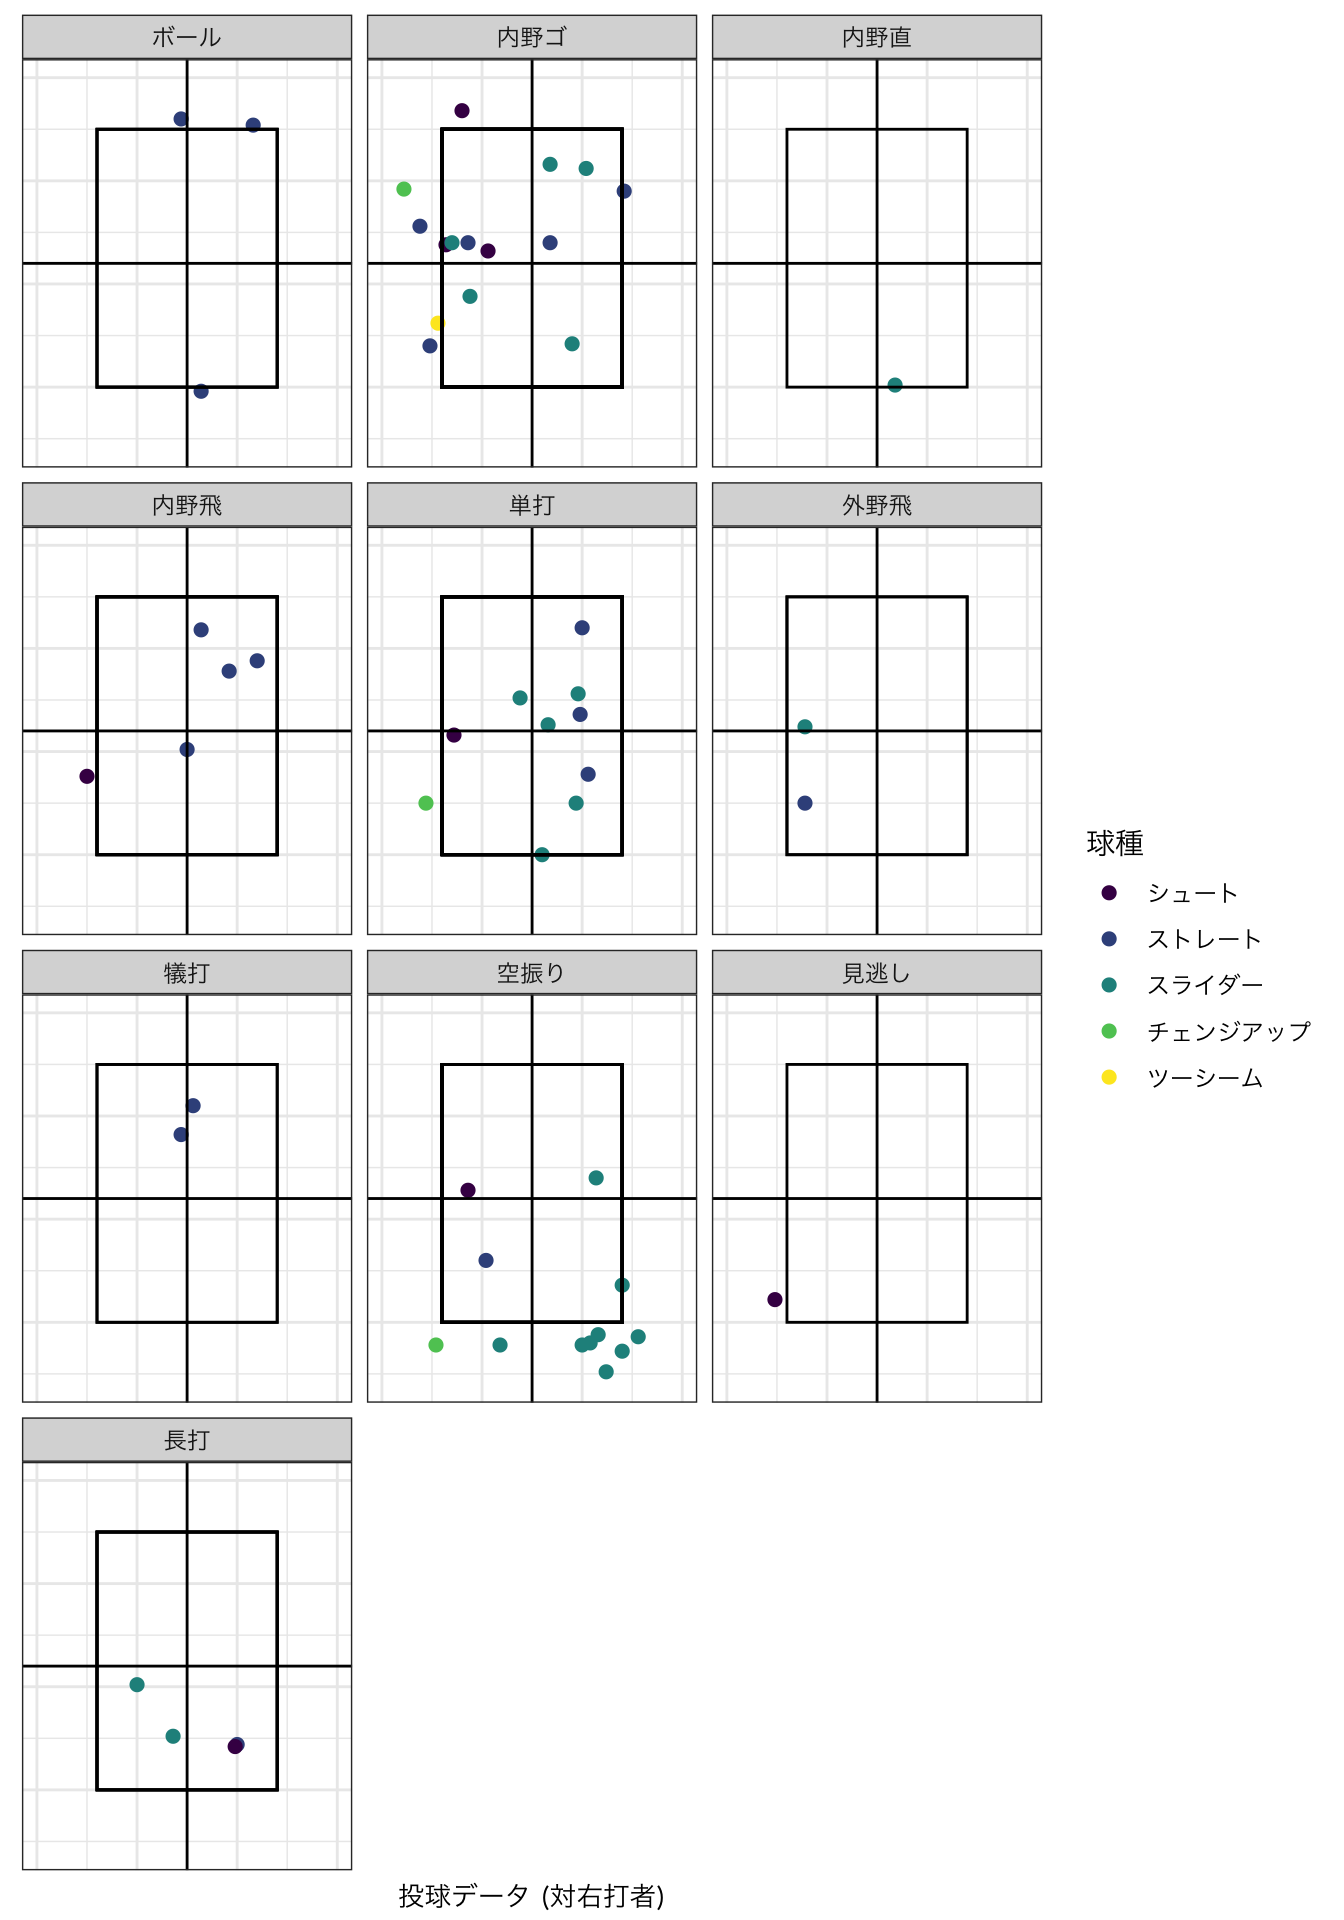 ボール
内野ゴ
内野直
内野飛
単打
外野飛
犠打
空振り
見逃し
長打
球種
シュート
ストレート
スライダー
チェンジアップ
ツーシーム
投球データ (対右打者)